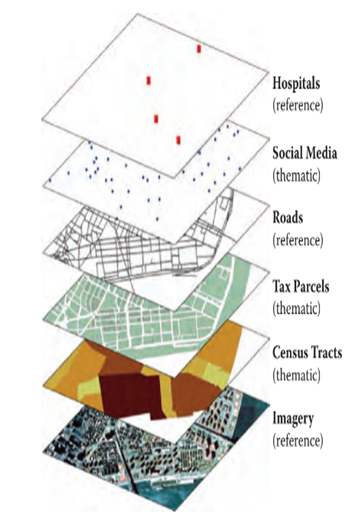 Hospitals
(reference)
Social Media
(thematic)
Roads
(reference)
Tax Parcels
(thematic)
Census Tracts
(thematic)
Imagery
(reference)